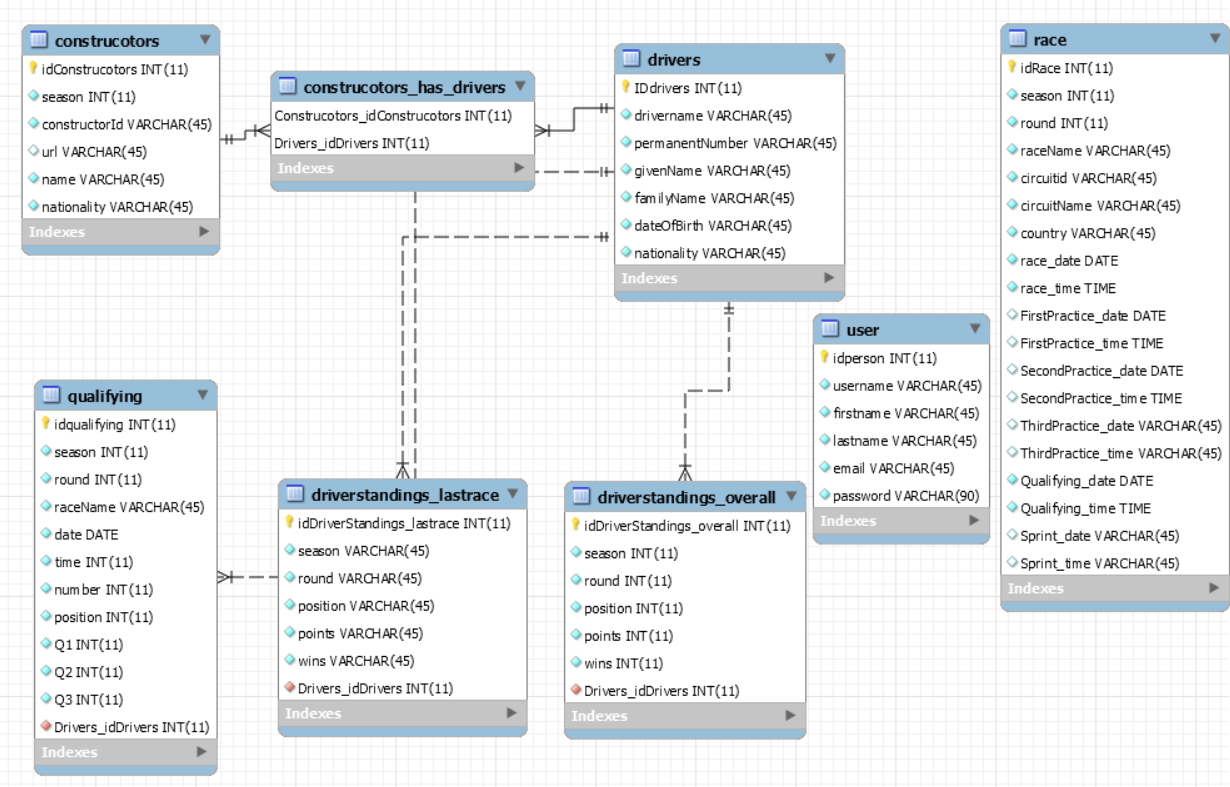 construcotors
idConstrucotors INT(11)
season INT(11)
constructorId VARCHAR(45)
url VARCHAR(45)
name VARCHAR(45)
nationality VARCHAR(45)
Indexes
construcotors_has_drivers
Construcotors_idConstrucotors INT(11)
Drivers_idDrivers INT(11)
Indexes
drivers
IDdrivers INT(11)
drivername VARCHAR(45)
permanentNumber VARCHAR(45)
givenName VARCHAR(45)
familyName VARCHAR(45)
dateOfBirth VARCHAR(45)
nationality VARCHAR(45)
Indexes
race
idRace INT(11)
season INT(11)
round INT(11)
raceName VARCHAR(45)
circuitid VARCHAR(45)
circuitName VARCHAR(45)
country VARCHAR(45)
race_date DATE
race_time TIME
FirstPractice_date DATE
FirstPractice_time TIME
SecondPractice_date DATE
SecondPractice_time TIME
ThirdPractice_date VARCHAR(45)
ThirdPractice_time VARCHAR(45)
Qualifying_date DATE
Qualifying_time TIME
Sprint_date VARCHAR(45)
Sprint_time VARCHAR(45)
Indexes
user
idperson INT(11)
username VARCHAR(45)
firstname VARCHAR(45)
lastname VARCHAR(45)
email VARCHAR(45)
password VARCHAR(90)
Indexes
qualifying
idqualifying INT(11)
season INT(11)
round INT(11)
raceName VARCHAR(45)
date DATE
time INT(11)
number INT(11)
position INT(11)
Q1 INT(11)
Q2 INT(11)
Q3 INT(11)
Drivers_idDrivers INT(11)
Indexes
driverstandings_lastrace
idDriverStandings_lastrace INT(11)
season VARCHAR(45)
round VARCHAR(45)
position VARCHAR(45)
points VARCHAR(45)
wins VARCHAR(45)
Drivers_idDrivers INT(11)
Indexes
driverstandings_overall
idDriverStandings_overall INT(11)
season INT(11)
round INT(11)
position INT(11)
points INT(11)
wins INT(11)
Drivers_idDrivers INT(11)
Indexes